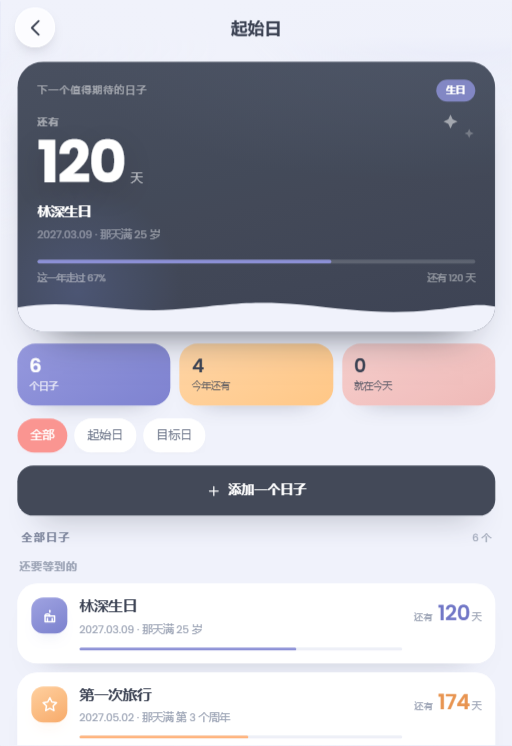 起始日
下一个值得期待的日子
生日
还有
120 天
林深生日
2027.03.09 · 那天满 25 岁
这一年走过 67%
还有 120 天
6
个日子
4
今年还有
0
就在今天
全部
起始日
目标日
+ 添加一个日子
全部日子
6 个
还要等到的
林深生日
2027.03.09 · 那天满 25 岁
还有 120 天
第一次旅行
2027.05.02 · 那天满 第 3 个周年
还有 174 天